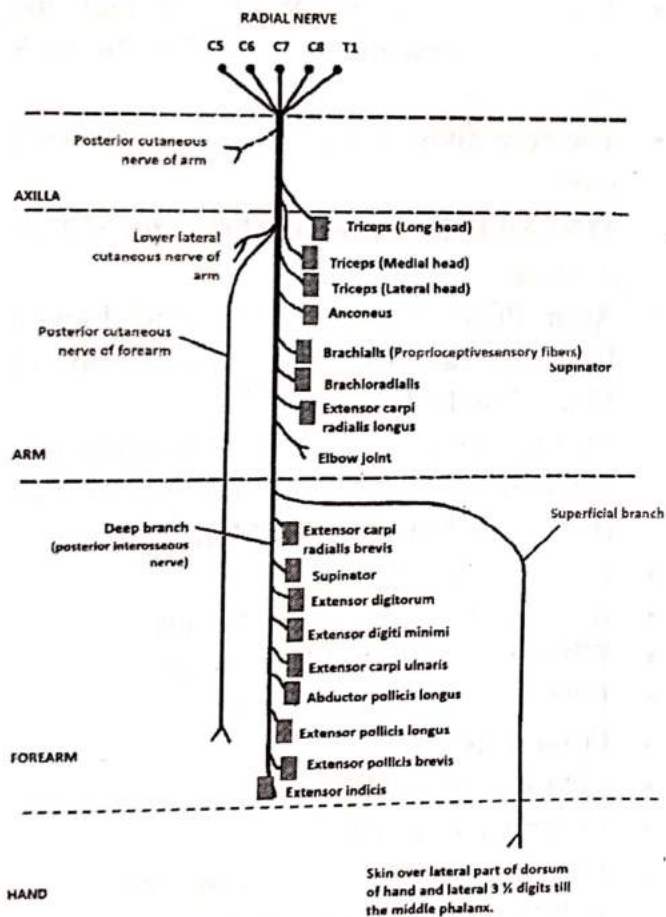 RADIAL NERVE
C5 C6 C7 C8 T1
Posterior cutaneous
nerve of arm
AXILLA
Triceps (Long head)
Lower lateral
cutaneous nerve of
arm
Triceps (Medial head)
Triceps (Lateral head)
Anconeus
Posterior cutaneous
nerve of forearm
Brachialis (Proprioceptivesensory fibers)
Supinator
Brachioradialis
Extensor carpi
radialis longus
Elbow joint
ARM
Superficial branch
Deep branch
(posterior interosseous
nerve)
Extensor carpi
radialis brevis
Supinator
Extensor digitorum
Extensor digiti minimi
Extensor carpi ulnaris
Abductor pollicis longus
Extensor pollicis longus
FOREARM
Extensor pollicis brevis
Extensor indicis
Skin over lateral part of dorsum
of hand and lateral 3 ½ digits till
the middle phalanx.
HAND